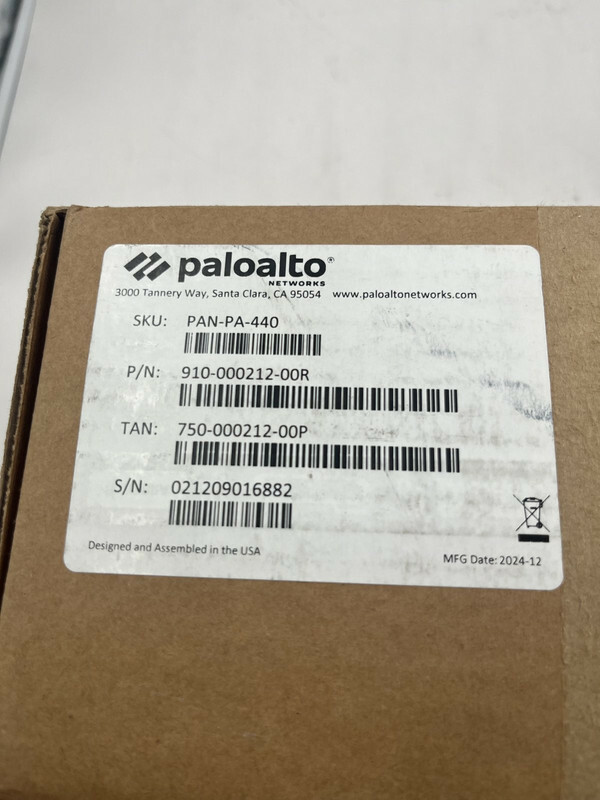 paloalto®
NETWORKS
3000 Tannery Way, Santa Clara, CA 95054 www.paloaltonetworks.com
SKU: PAN-PA-440
P/N: 910-000212-00R
TAN: 750-000212-00P
S/N: 021209016882
Designed and Assembled in the USA
MFG Date: 2024-12